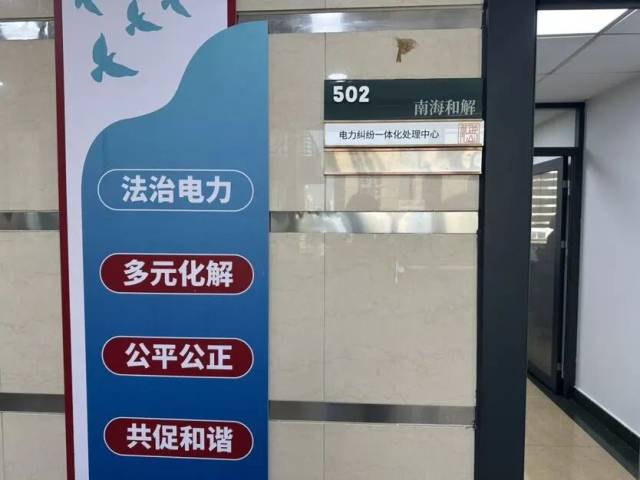 法治电力
多元化解
公平公正
共促和谐
502
南海和解
电力纠纷一体化处理中心